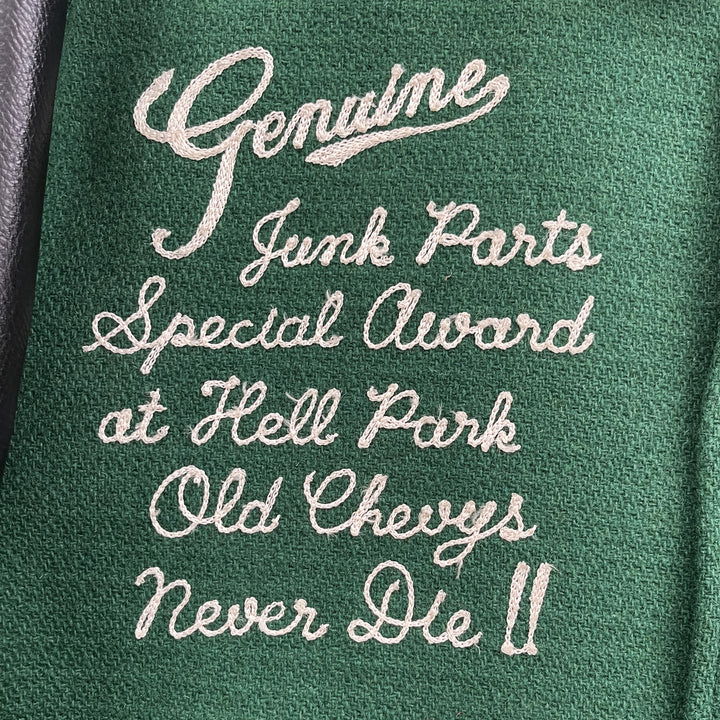 Genuine
Junk Parts
Special Award
at Hell Park
Old Chevys
Never Die!!